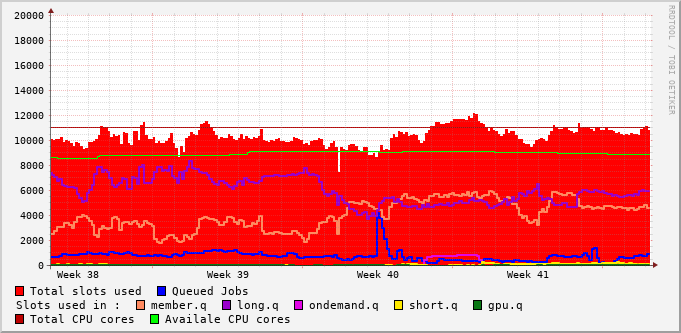 20000
18000
16000
14000
12000
10000
8000
6000
4000
2000
0
Week 38 Week 39 Week 40 Week 41
RRDTOOL / TOBI OETIKER
Total slots used Queued Jobs
Slots used in : member.q long.q ondemand.q short.q gpu.q
Total CPU cores Availale CPU cores